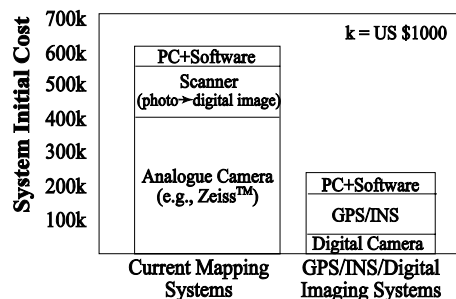 System Initial Cost
700k
600k
500k
400k
300k
200k
100k
k = US $1000
PC+Software
Scanner
(photo➛digital image)
Analogue Camera
(e.g., Zeiss™)
PC+Software
GPS/INS
Digital Camera
Current Mapping
Systems
GPS/INS/Digital
Imaging Systems